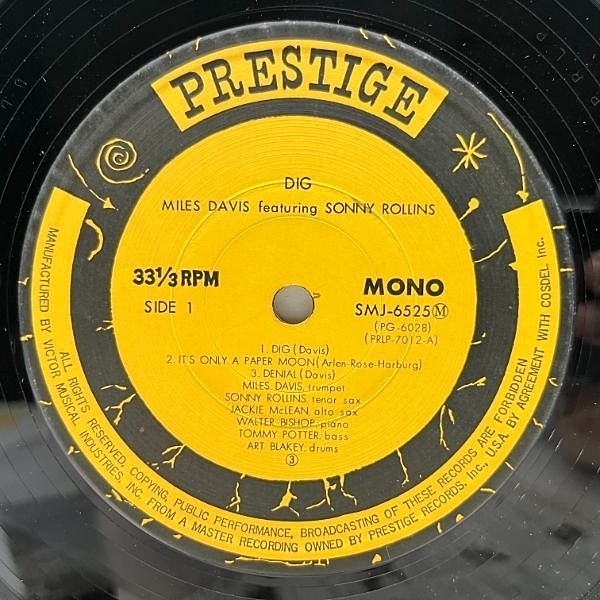 PRESTIGE
DIG
MILES DAVIS featuring SONNY ROLLINS
33 1/3 RPM
SIDE 1
MONO
SMJ-6525 Ⓜ
(PG-6028)
(PRLP-7012-A)
1. DIG (Davis)
2. IT'S ONLY A PAPER MOON (Arlen-Rose-Harburg)
3. DENIAL (Davis)
MILES DAVIS, trumpet
SONNY ROLLINS, tenor sax
JACKIE McLEAN, alto sax
WALTER BISHOP, piano
TOMMY POTTER, bass
ART BLAKEY, drums
③
MANUFACTURED BY VICTOR MUSICAL INDUSTRIES, INC. FROM A MASTER RECORDING OWNED BY PRESTIGE RECORDS, Inc., U.S.A. BY AGREEMENT WITH COSDEL Inc.
ALL RIGHTS RESERVED, COPYING, PUBLIC PERFORMANCE, BROADCASTING OF THESE RECORDS ARE FORBIDDEN